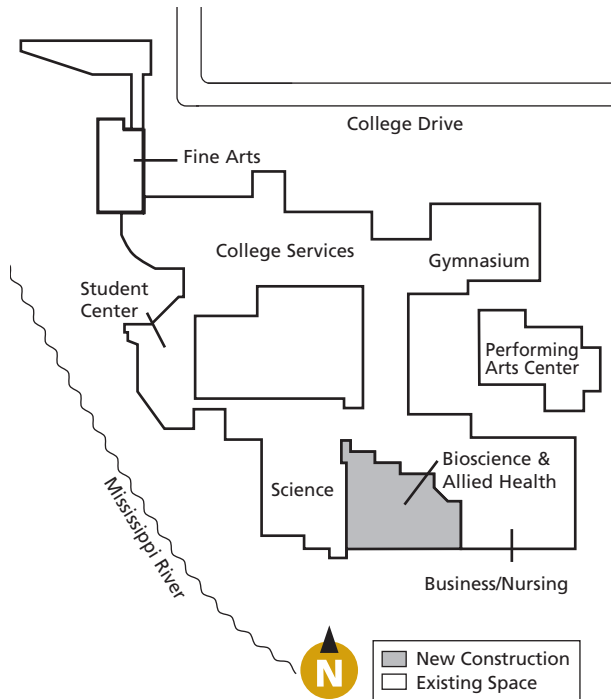 College Drive
Fine Arts
College Services
Gymnasium
Student
Center
Performing
Arts Center
Bioscience &
Allied Health
Science
Mississippi River
Business/Nursing
N
New Construction
Existing Space